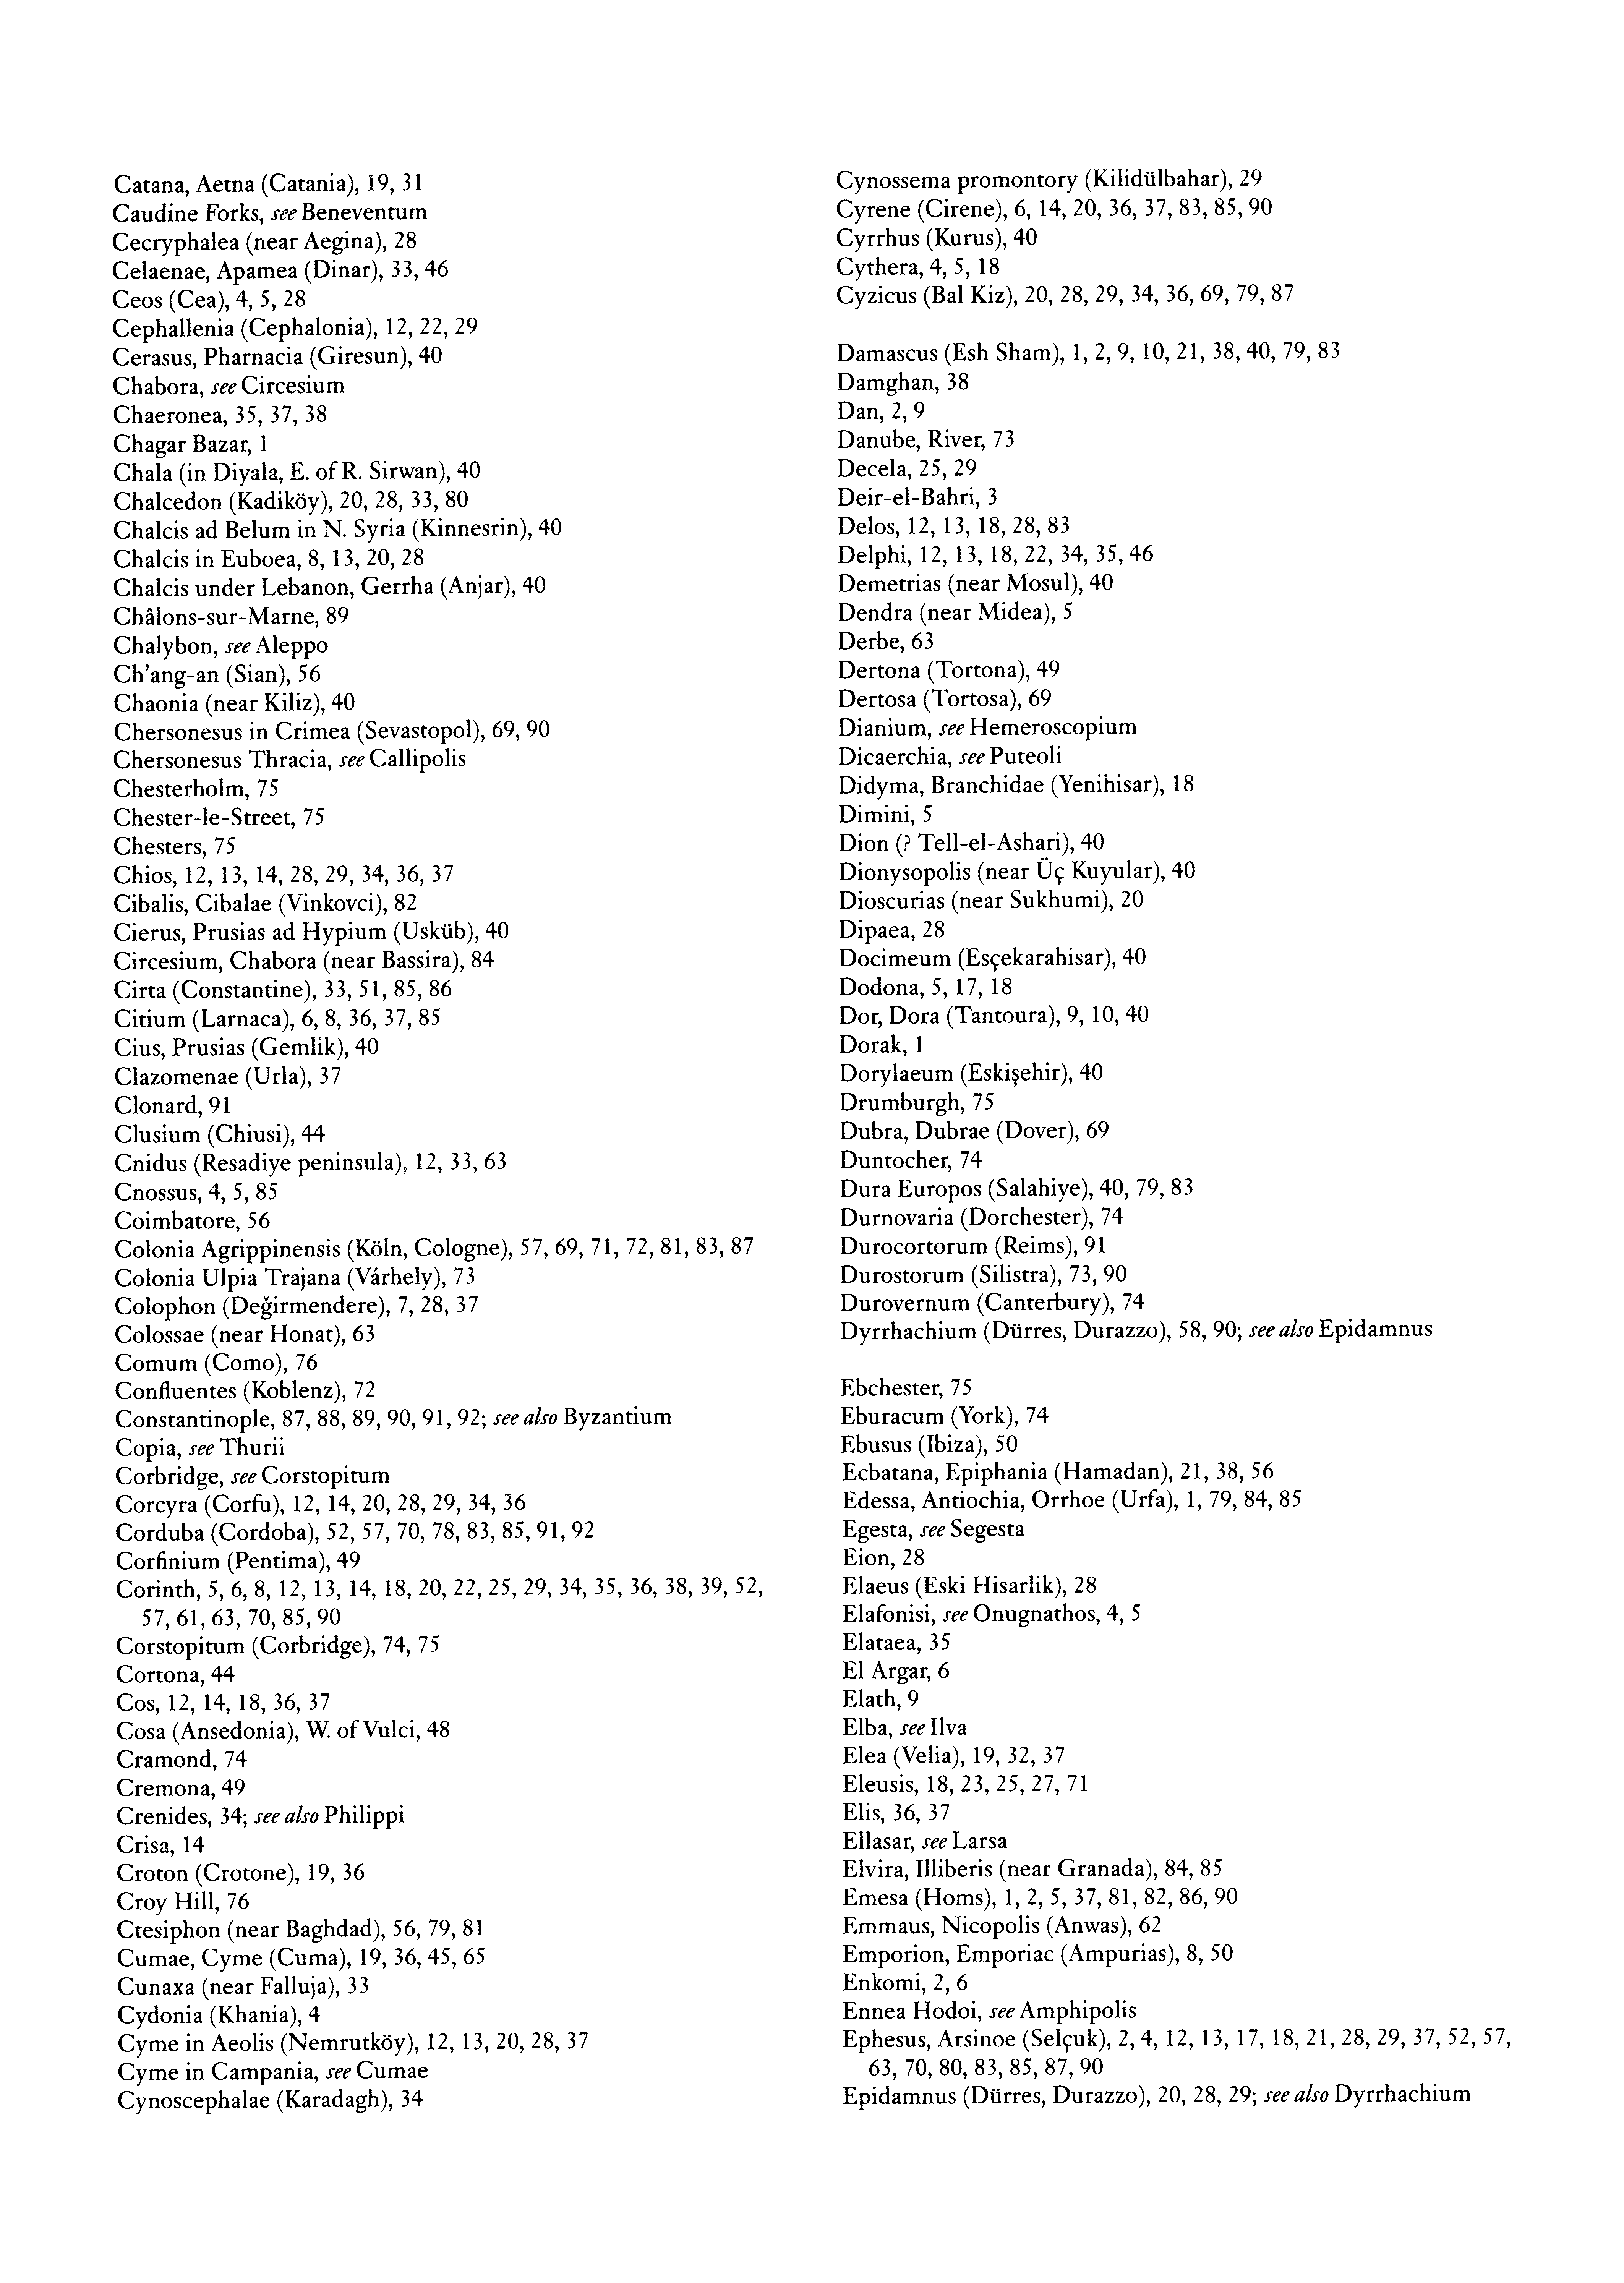 Catana, Aetna (Catania), 19, 31
Caudine Forks, see Beneventum
Cecryphalea (near Aegina), 28
Celaenae, Apamea (Dinar), 33, 46
Ceos (Cea), 4, 5, 28
Cephallenia (Cephalonia), 12, 22, 29
Cerasus, Pharnacia (Giresun), 40
Chabora, see Circesium
Chaeronea, 35, 37, 38
Chagar Bazar, 1
Chala (in Diyala, E. of R. Sirwan), 40
Chalcedon (Kadiköy), 20, 28, 33, 80
Chalcis ad Belum in N. Syria (Kinnesrin), 40
Chalcis in Euboea, 8, 13, 20, 28
Chalcis under Lebanon, Gerrha (Anjar), 40
Châlons-sur-Marne, 89
Chalybon, see Aleppo
Ch'ang-an (Sian), 56
Chaonia (near Kiliz), 40
Chersonesus in Crimea (Sevastopol), 69, 90
Chersonesus Thracia, see Callipolis
Chesterholm, 75
Chester-le-Street, 75
Chesters, 75
Chios, 12, 13, 14, 28, 29, 34, 36, 37
Cibalis, Cibalae (Vinkovci), 82
Cierus, Prusias ad Hypium (Usküb), 40
Circesium, Chabora (near Bassira), 84
Cirta (Constantine), 33, 51, 85, 86
Citium (Larnaca), 6, 8, 36, 37, 85
Cius, Prusias (Gemlik), 40
Clazomenae (Urla), 37
Clonard, 91
Clusium (Chiusi), 44
Cnidus (Resadiye peninsula), 12, 33, 63
Cnossus, 4, 5, 85
Coimbatore, 56
Colonia Agrippinensis (Köln, Cologne), 57, 69, 71, 72, 81, 83, 87
Colonia Ulpia Trajana (Várhely), 73
Colophon (Değirmendere), 7, 28, 37
Colossae (near Honat), 63
Comum (Como), 76
Confluentes (Koblenz), 72
Constantinople, 87, 88, 89, 90, 91, 92; see also Byzantium
Copia, see Thurii
Corbridge, see Corstopitum
Corcyra (Corfu), 12, 14, 20, 28, 29, 34, 36
Corduba (Cordoba), 52, 57, 70, 78, 83, 85, 91, 92
Corfinium (Pentima), 49
Corinth, 5, 6, 8, 12, 13, 14, 18, 20, 22, 25, 29, 34, 35, 36, 38, 39, 52,
57, 61, 63, 70, 85, 90
Corstopitum (Corbridge), 74, 75
Cortona, 44
Cos, 12, 14, 18, 36, 37
Cosa (Ansedonia), W. of Vulci, 48
Cramond, 74
Cremona, 49
Crenides, 34; see also Philippi
Crisa, 14
Croton (Crotone), 19, 36
Croy Hill, 76
Ctesiphon (near Baghdad), 56, 79, 81
Cumae, Cyme (Cuma), 19, 36, 45, 65
Cunaxa (near Falluja), 33
Cydonia (Khania), 4
Cyme in Aeolis (Nemrutköy), 12, 13, 20, 28, 37
Cyme in Campania, see Cumae
Cynoscephalae (Karadagh), 34
Cynossema promontory (Kilidülbahar), 29
Cyrene (Cirene), 6, 14, 20, 36, 37, 83, 85, 90
Cyrrhus (Kurus), 40
Cythera, 4, 5, 18
Cyzicus (Bal Kiz), 20, 28, 29, 34, 36, 69, 79, 87
Damascus (Esh Sham), 1, 2, 9, 10, 21, 38, 40, 79, 83
Damghan, 38
Dan, 2, 9
Danube, River, 73
Decela, 25, 29
Deir-el-Bahri, 3
Delos, 12, 13, 18, 28, 83
Delphi, 12, 13, 18, 22, 34, 35, 46
Demetrias (near Mosul), 40
Dendra (near Midea), 5
Derbe, 63
Dertona (Tortona), 49
Dertosa (Tortosa), 69
Dianium, see Hemeroscopium
Dicaerchia, see Puteoli
Didyma, Branchidae (Yenihisar), 18
Dimini, 5
Dion (? Tell-el-Ashari), 40
Dionysopolis (near Üç Kuyular), 40
Dioscurias (near Sukhumi), 20
Dipaea, 28
Docimeum (Esçekarahisar), 40
Dodona, 5, 17, 18
Dor, Dora (Tantoura), 9, 10, 40
Dorak, 1
Dorylaeum (Eskişehir), 40
Drumburgh, 75
Dubra, Dubrae (Dover), 69
Duntocher, 74
Dura Europos (Salahiye), 40, 79, 83
Durnovaria (Dorchester), 74
Durocortorum (Reims), 91
Durostorum (Silistra), 73, 90
Durovernum (Canterbury), 74
Dyrrhachium (Dürres, Durazzo), 58, 90; see also Epidamnus
Ebchester, 75
Eburacum (York), 74
Ebusus (Ibiza), 50
Ecbatana, Epiphania (Hamadan), 21, 38, 56
Edessa, Antiochia, Orrhoe (Urfa), 1, 79, 84, 85
Egesta, see Segesta
Eion, 28
Elaeus (Eski Hisarlik), 28
Elafonisi, see Onugnathos, 4, 5
Elataea, 35
El Argar, 6
Elath, 9
Elba, see Ilva
Elea (Velia), 19, 32, 37
Eleusis, 18, 23, 25, 27, 71
Elis, 36, 37
Ellasar, see Larsa
Elvira, Illiberis (near Granada), 84, 85
Emesa (Homs), 1, 2, 5, 37, 81, 82, 86, 90
Emmaus, Nicopolis (Anwas), 62
Emporion, Emporiac (Ampurias), 8, 50
Enkomi, 2, 6
Ennea Hodoi, see Amphipolis
Ephesus, Arsinoe (Selçuk), 2, 4, 12, 13, 17, 18, 21, 28, 29, 37, 52, 57,
63, 70, 80, 83, 85, 87, 90
Epidamnus (Dürres, Durazzo), 20, 28, 29; see also Dyrrhachium